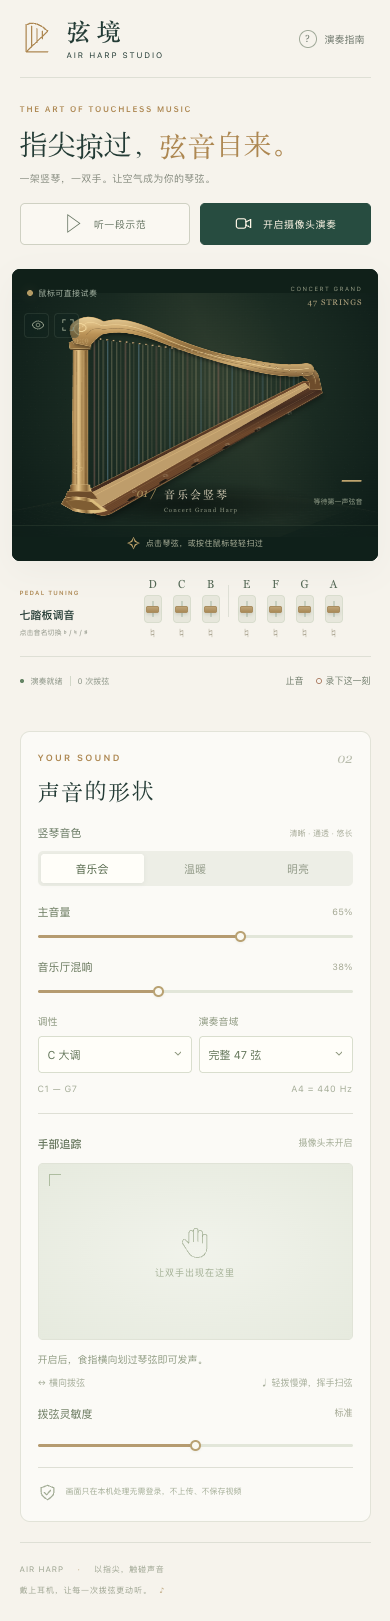 弦境
AIR HARP STUDIO
? 演奏指南
THE ART OF TOUCHLESS MUSIC
指尖掠过，弦音自来。
一架竖琴，一双手。让空气成为你的琴弦。
听一段示范
开启摄像头演奏
鼠标可直接试奏
CONCERT GRAND
47 STRINGS
01 / 音乐会竖琴
Concert Grand Harp
等待第一声弦音
点击琴弦，或按住鼠标轻轻扫过
PEDAL TUNING
七踏板调音
点击音名切换 ♭ / ♮ / ♯
D C B E F G A
♮ ♮ ♮ ♮ ♮ ♮ ♮
演奏就绪 0 次拨弦
止音 录下这一刻
YOUR SOUND
02
声音的形状
竖琴音色
清晰 · 通透 · 悠长
音乐会 温暖 明亮
主音量 65%
音乐厅混响 38%
调性 演奏音域
C 大调 完整 47 弦
C1 — G7 A4 = 440 Hz
手部追踪 摄像头未开启
让双手出现在这里
开启后，食指横向划过琴弦即可发声。
↔ 横向拨弦 ♩ 轻拨慢弹，挥手扫弦
拨弦灵敏度 标准
画面只在本机处理无需登录、不上传、不保存视频
AIR HARP · 以指尖，触碰声音
戴上耳机，让每一次拨弦更动听。 ♪